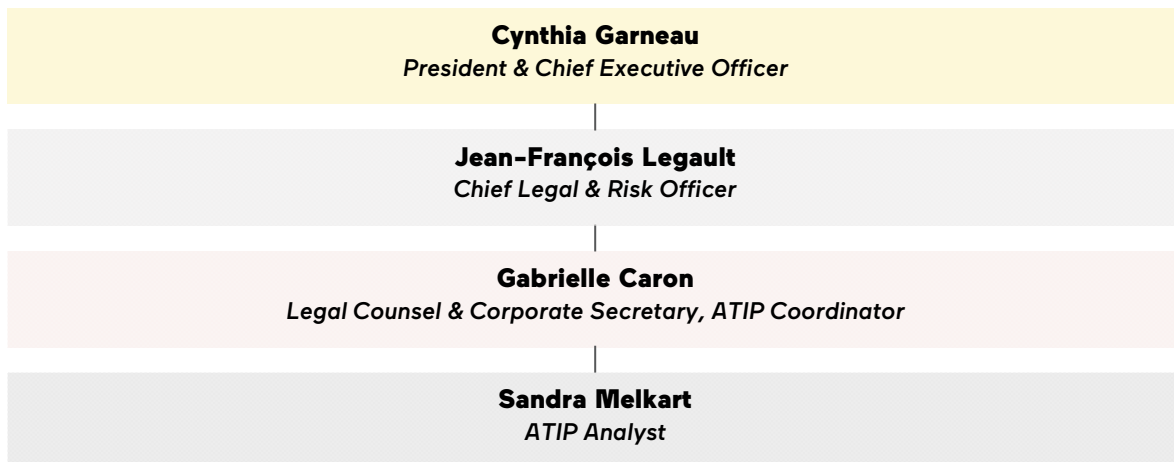 Cynthia Garneau
President & Chief Executive Officer
Jean-François Legault
Chief Legal & Risk Officer
Gabrielle Caron
Legal Counsel & Corporate Secretary, ATIP Coordinator
Sandra Melkart
ATIP Analyst